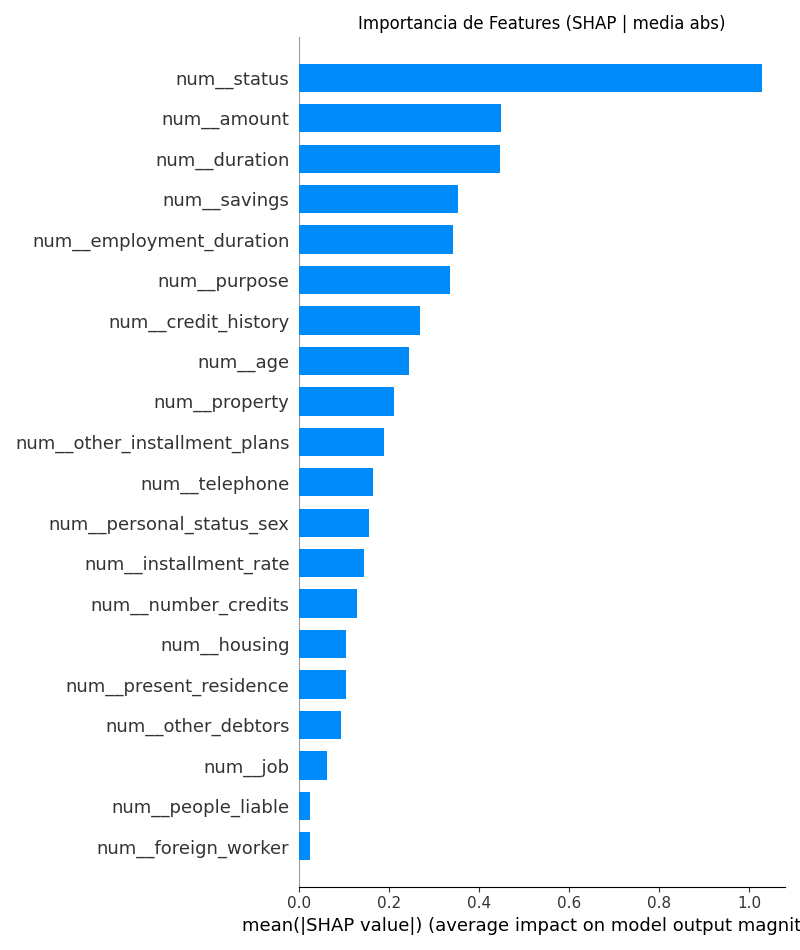 Importancia de Features (SHAP | media abs)
num__status
num__amount
num__duration
num__savings
num__employment_duration
num__purpose
num__credit_history
num__age
num__property
num__other_installment_plans
num__telephone
num__personal_status_sex
num__installment_rate
num__number_credits
num__housing
num__present_residence
num__other_debtors
num__job
num__people_liable
num__foreign_worker
0.0 0.2 0.4 0.6 0.8 1.0
mean(|SHAP value|) (average impact on model output magnit